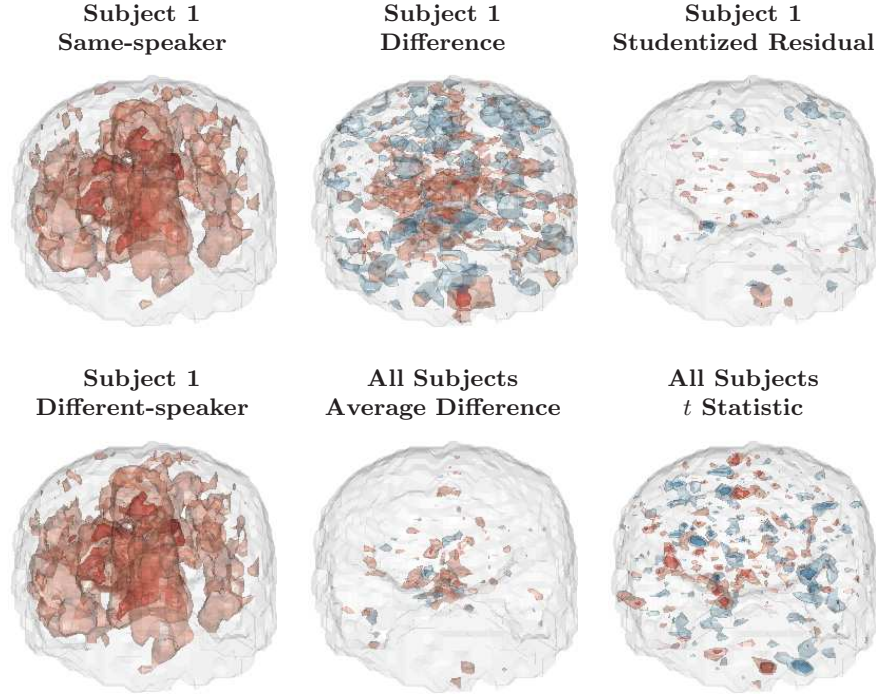 Subject 1
Same-speaker
Subject 1
Difference
Subject 1
Studentized Residual
Subject 1
Different-speaker
All Subjects
Average Difference
All Subjects
t Statistic